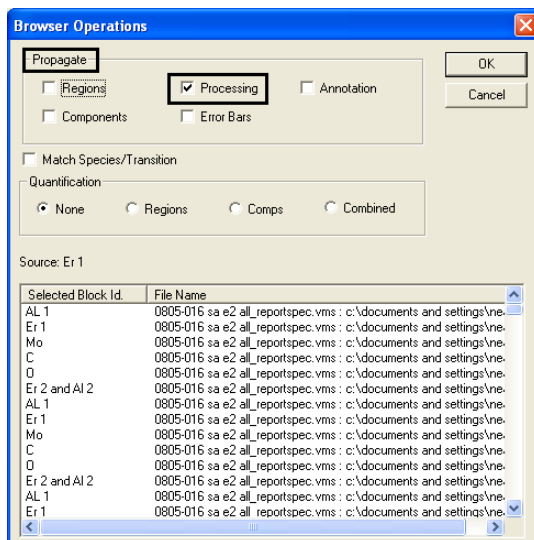 Browser Operations
Propagate
OK
Regions Processing Annotation
Cancel
Components Error Bars
Match Species/Transition
Quantification
None Regions Comps Combined
Source: Er 1
Selected Block Id. File Name
AL 1 0805-016 sa e2 all_reportspec.vms : c:\documents and settings\ne
Er 1 0805-016 sa e2 all_reportspec.vms : c:\documents and settings\ne
Mo 0805-016 sa e2 all_reportspec.vms : c:\documents and settings\ne
C 0805-016 sa e2 all_reportspec.vms : c:\documents and settings\ne
O 0805-016 sa e2 all_reportspec.vms : c:\documents and settings\ne
Er 2 and Al 2 0805-016 sa e2 all_reportspec.vms : c:\documents and settings\ne
AL 1 0805-016 sa e2 all_reportspec.vms : c:\documents and settings\ne
Er 1 0805-016 sa e2 all_reportspec.vms : c:\documents and settings\ne
Mo 0805-016 sa e2 all_reportspec.vms : c:\documents and settings\ne
C 0805-016 sa e2 all_reportspec.vms : c:\documents and settings\ne
O 0805-016 sa e2 all_reportspec.vms : c:\documents and settings\ne
Er 2 and Al 2 0805-016 sa e2 all_reportspec.vms : c:\documents and settings\ne
AL 1 0805-016 sa e2 all_reportspec.vms : c:\documents and settings\ne
Er 1 0805-016 sa e2 all_reportspec.vms : c:\documents and settings\ne